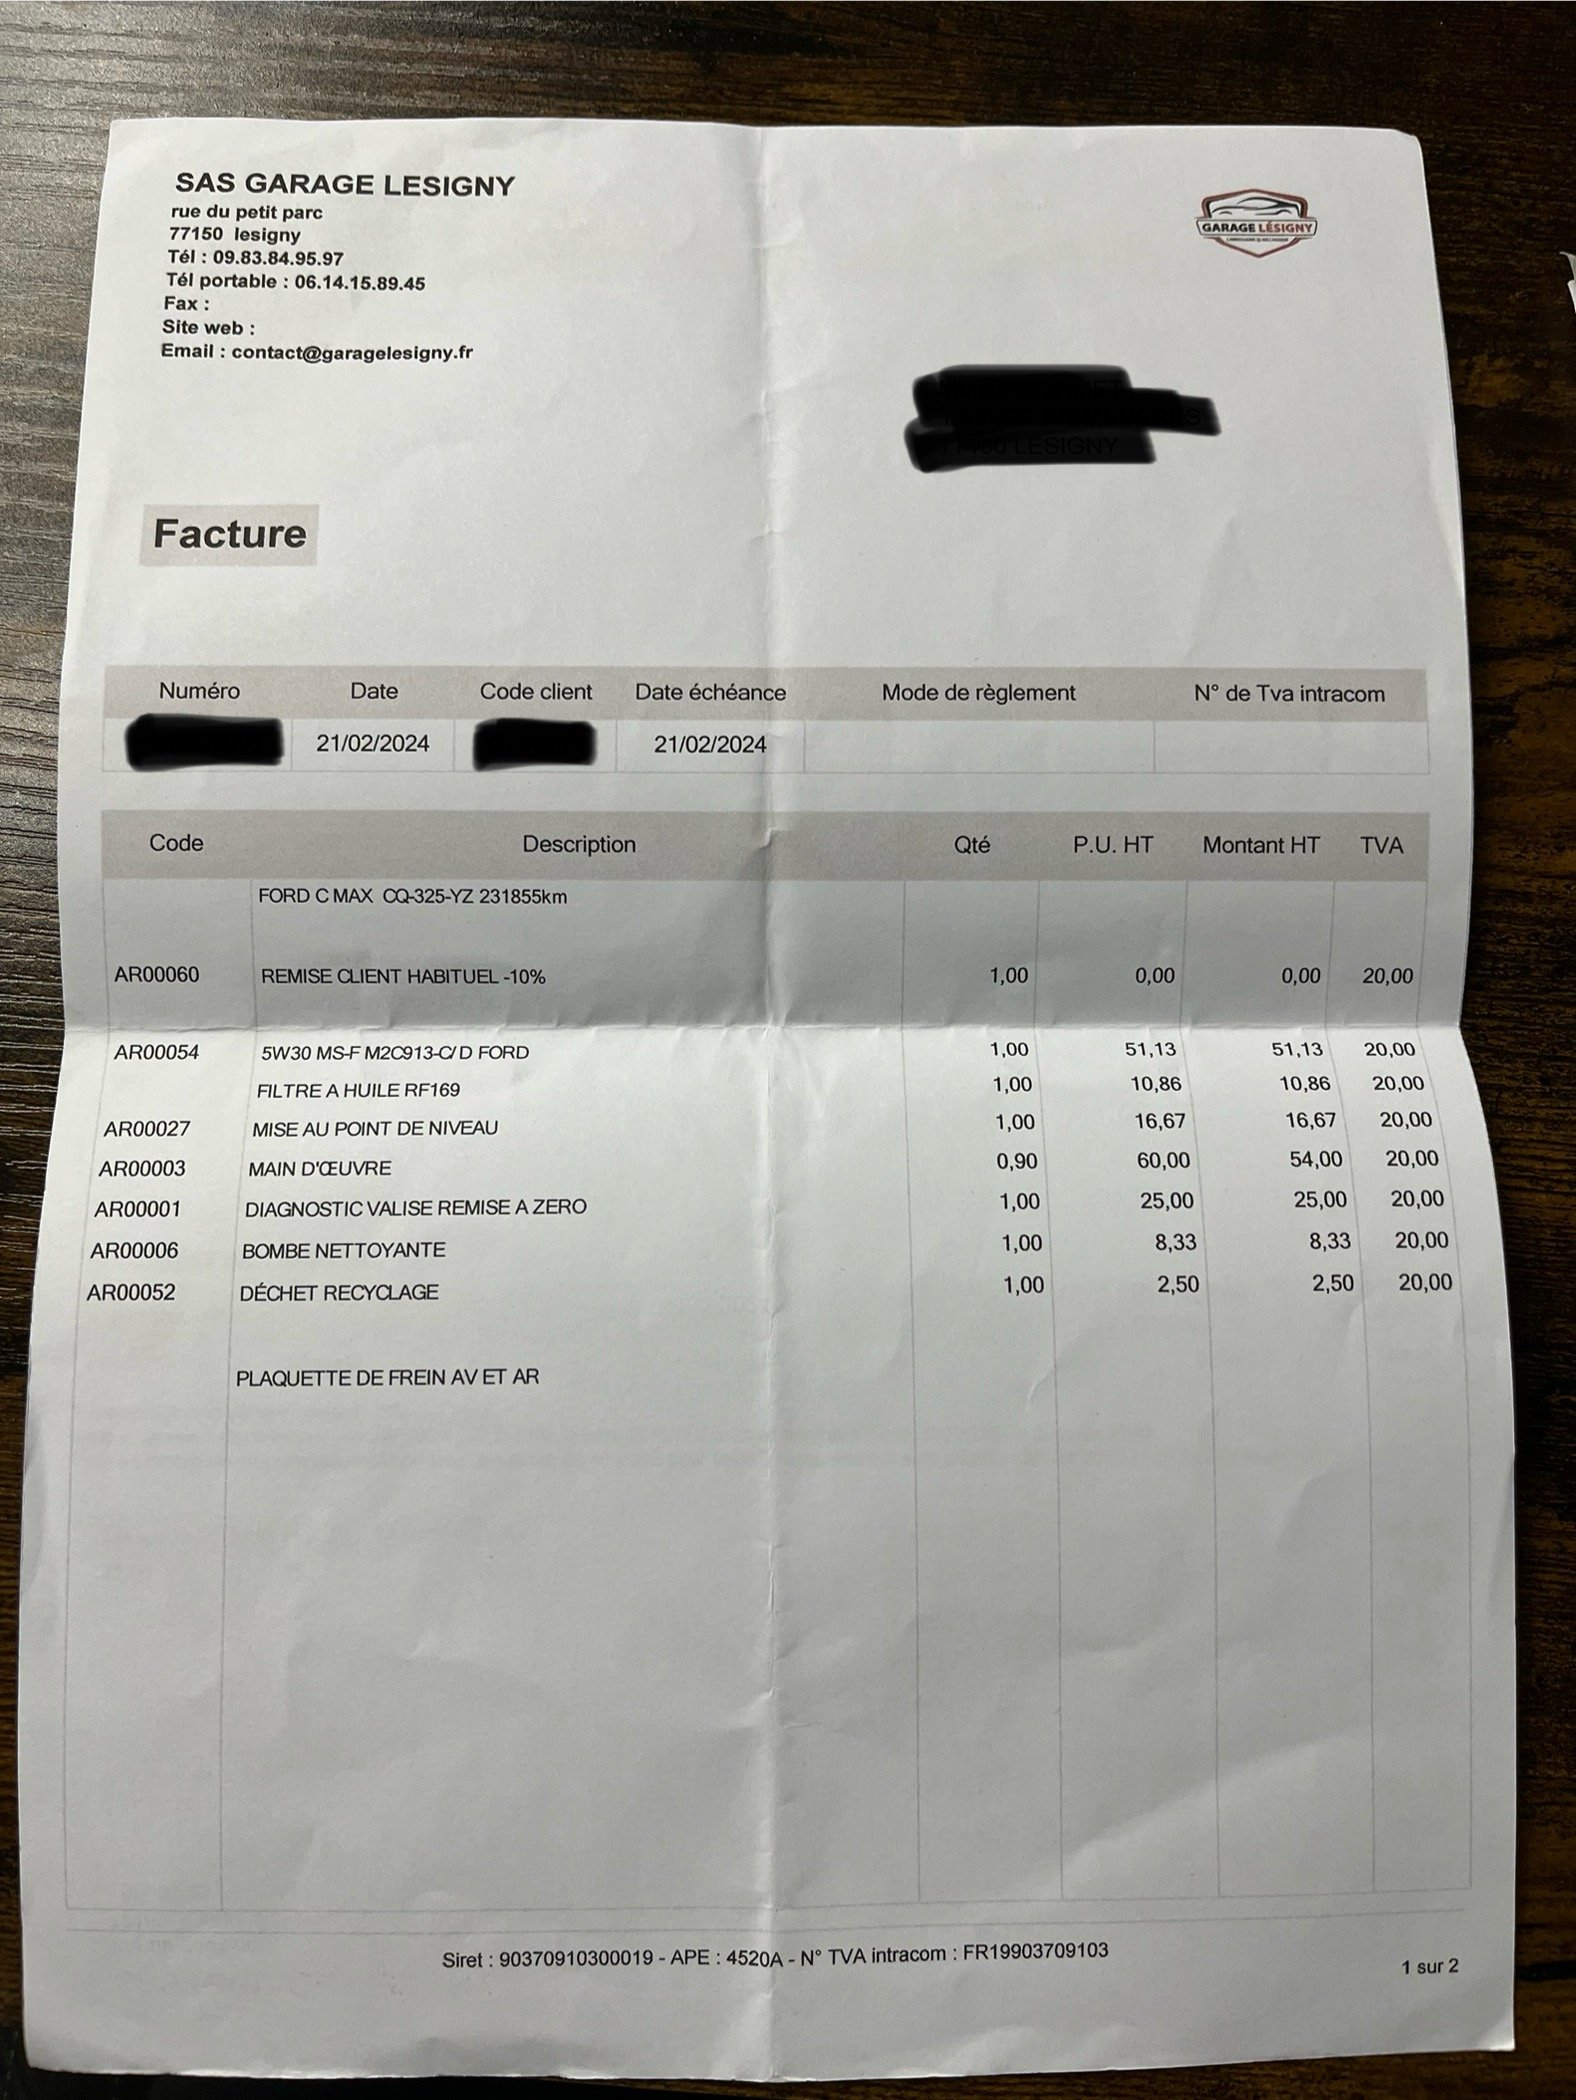 SAS GARAGE LESIGNY
rue du petit parc
77150 lesigny
Tél : 09.83.84.95.97
Tél portable : 06.14.15.89.45
Fax :
Site web :
Email : contact@garagelesigny.fr
GARAGE LÉSIGNY
LESIGNY
Facture
Numéro Date Code client Date échéance Mode de règlement N° de Tva intracom
21/02/2024 21/02/2024
Code Description Qté P.U. HT Montant HT TVA
FORD C MAX CQ-325-YZ 231855km
AR00060 REMISE CLIENT HABITUEL -10% 1,00 0,00 0,00 20,00
AR00054 5W30 MS-F M2C913-C/D FORD 1,00 51,13 51,13 20,00
FILTRE A HUILE RF169 1,00 10,86 10,86 20,00
AR00027 MISE AU POINT DE NIVEAU 1,00 16,67 16,67 20,00
AR00003 MAIN D'ŒUVRE 0,90 60,00 54,00 20,00
AR00001 DIAGNOSTIC VALISE REMISE A ZERO 1,00 25,00 25,00 20,00
AR00006 BOMBE NETTOYANTE 1,00 8,33 8,33 20,00
AR00052 DÉCHET RECYCLAGE 1,00 2,50 2,50 20,00
PLAQUETTE DE FREIN AV ET AR
Siret : 90370910300019 - APE : 4520A - N° TVA intracom : FR19903709103
1 sur 2